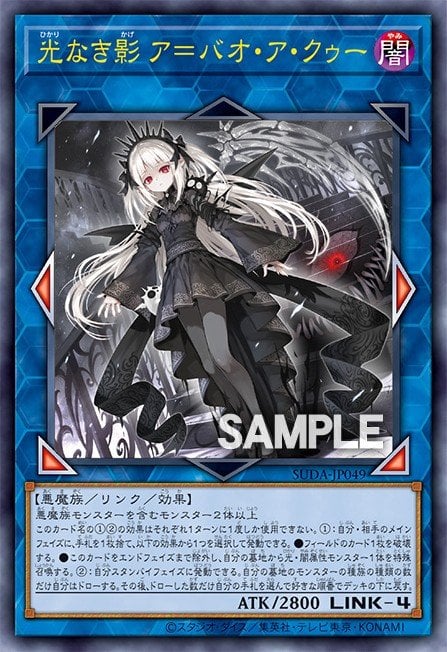 光なき影 ア＝バオ・ア・クゥー
ひかり かげ
闇
やみ
SAMPLE
SUDA-JP049
【悪魔族／リンク／効果】
悪魔族モンスターを含むモンスター2体以上
このカード名の①②の効果はそれぞれ1ターンに1度しか使用できない。①：自分・相手のメイン
フェイズに、手札を1枚捨て、以下の効果から1つを選択して発動できる。●フィールドのカード1枚を破壊
する。●このカードをエンドフェイズまで除外し、自分の墓地から光・闇属性モンスター1体を特殊
召喚する。②：自分スタンバイフェイズに発動できる。自分の墓地のモンスターの種族の種類の数
だけ自分はドローする。その後、ドローした数だけ自分の手札を選んで好きな順番でデッキの下に戻す。
ATK/2800 LINK-4
©スタジオ・ダイス／集英社・テレビ東京・KONAMI